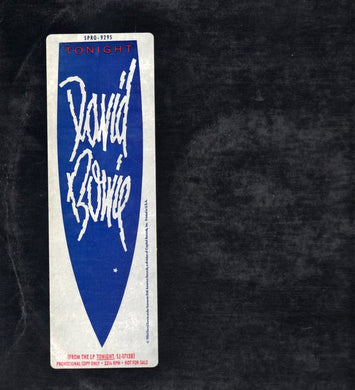 SPRO-9295
TONIGHT
David
Bowie
(FROM THE LP TONIGHT, SJ-17138)
PROMOTIONAL COPY ONLY • 33⅓ RPM • NOT FOR SALE